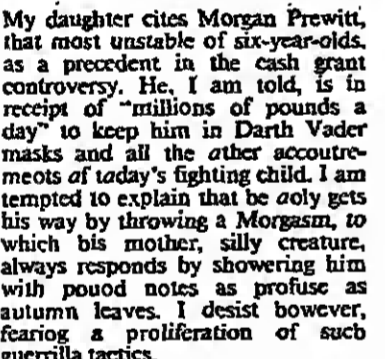 My daughter cites Morgan Prewitt,
that most unstable of six-year-olds,
as a precedent in the cash grant
controversy. He, I am told, is in
receipt of "millions of pounds a
day" to keep him in Darth Vader
masks and all the other accoutre-
ments of today's fighting child. I am
tempted to explain that he only gets
his way by throwing a Morgasm, to
which his mother, silly creature,
always responds by showering him
with pound notes as profuse as
autumn leaves. I desist however,
fearing a proliferation of such
guerrilla tactics.